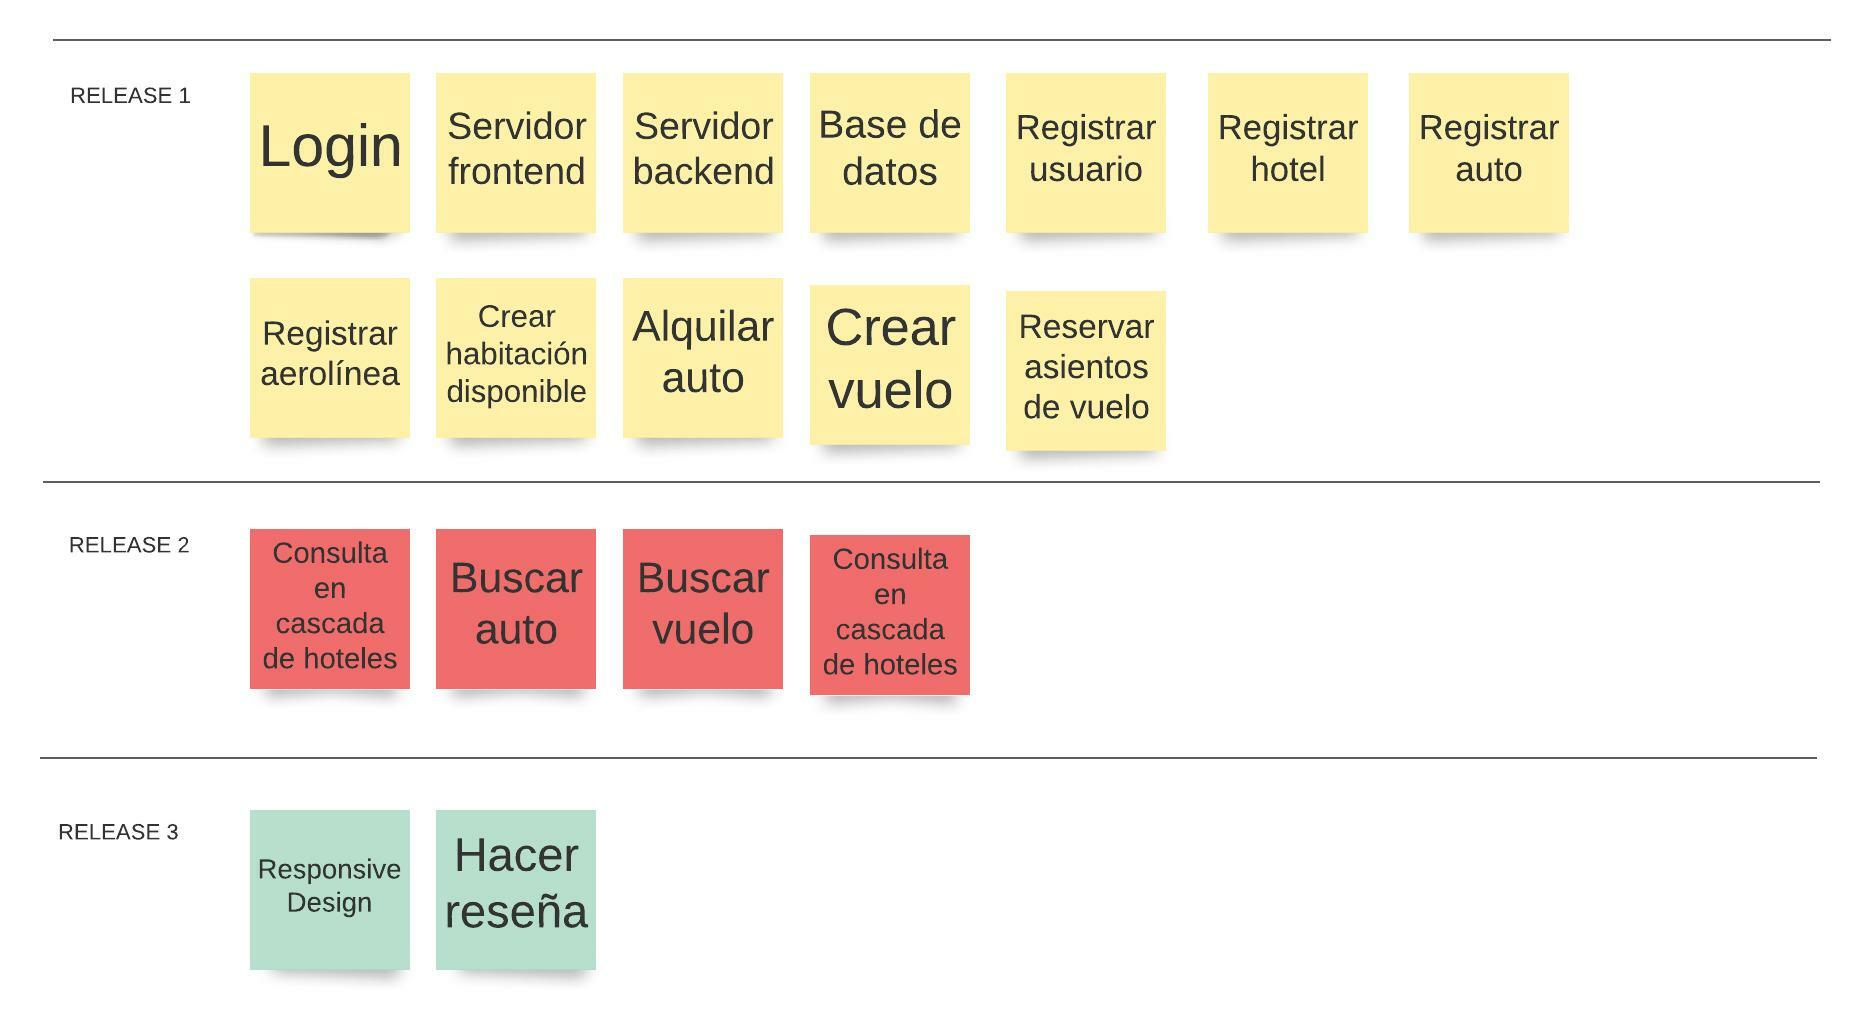 RELEASE 1
Login
Servidor
frontend
Servidor
backend
Base de
datos
Registrar
usuario
Registrar
hotel
Registrar
auto
Registrar
aerolínea
Crear
habitación
disponible
Alquilar
auto
Crear
vuelo
Reservar
asientos
de vuelo
RELEASE 2
Consulta
en
cascada
de hoteles
Buscar
auto
Buscar
vuelo
Consulta
en
cascada
de hoteles
RELEASE 3
Responsive
Design
Hacer
reseña